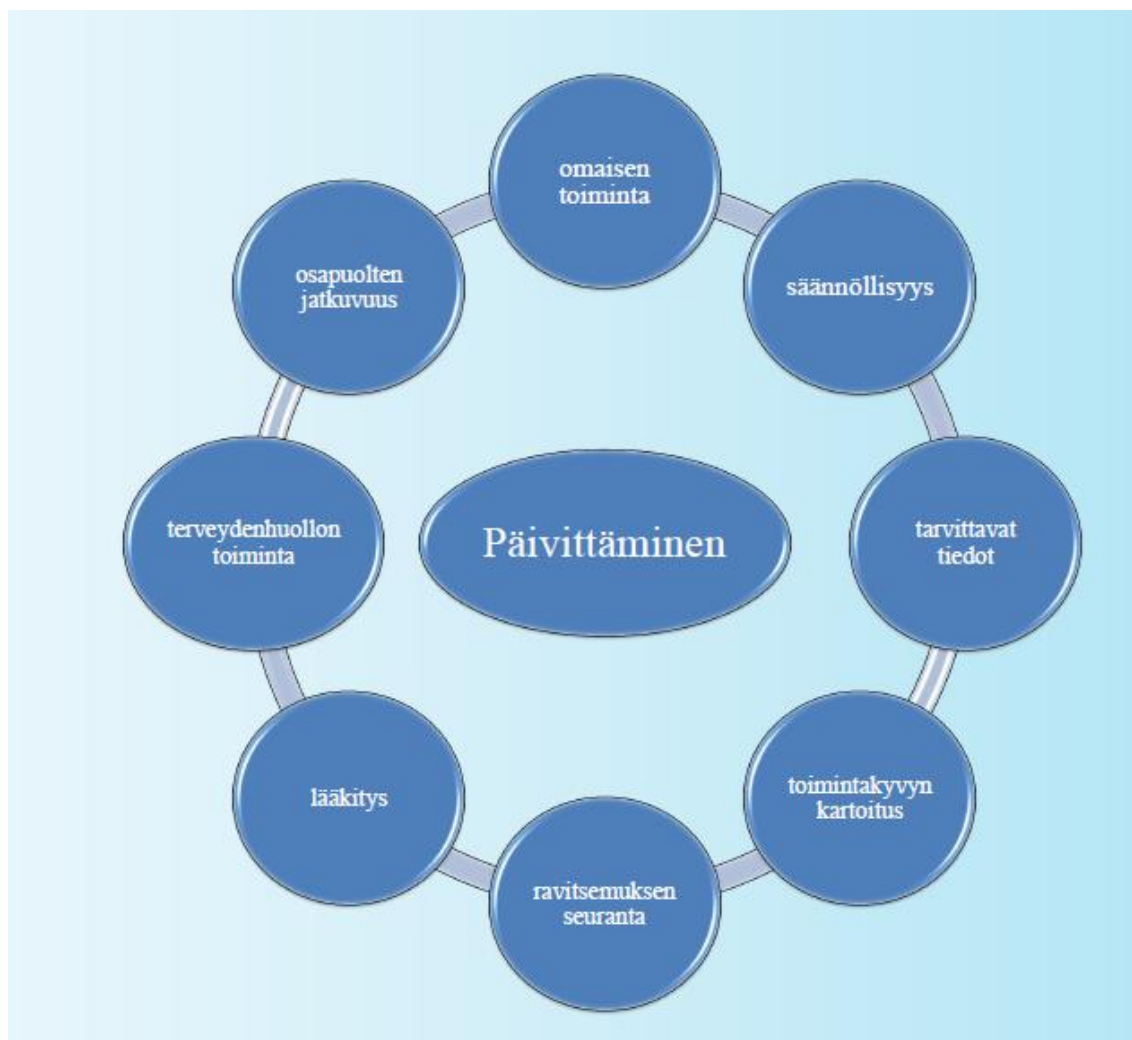 omaisen
toiminta
säännöllisyys
tarvittavat
tiedot
toimintakyvyn
kartoitus
ravitsemuksen
seuranta
lääkitys
terveydenhuollon
toiminta
osapuolten
jatkuvuus
Päivittäminen